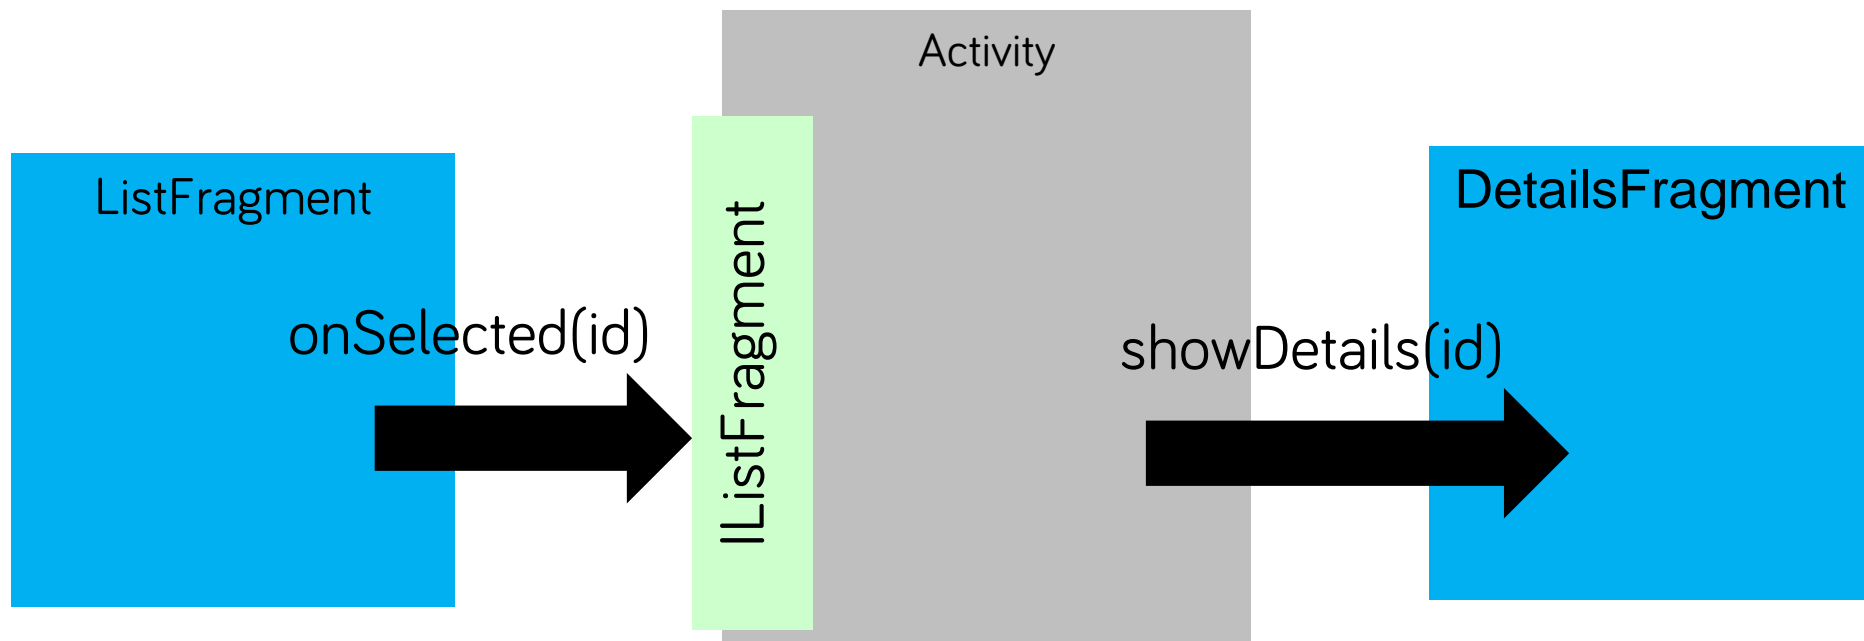 Activity
ListFragment
DetailsFragment
IListFragment
onSelected(id)
showDetails(id)